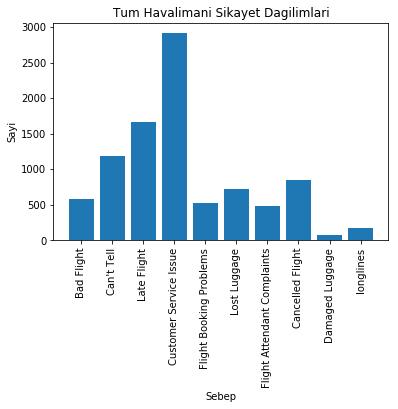 Tum Havalimani Sikayet Dagilimlari
3000
2500
2000
1500
1000
500
0
Sayi
Bad Flight
Can't Tell
Late Flight
Customer Service Issue
Flight Booking Problems
Lost Luggage
Flight Attendant Complaints
Cancelled Flight
Damaged Luggage
longlines
Sebep